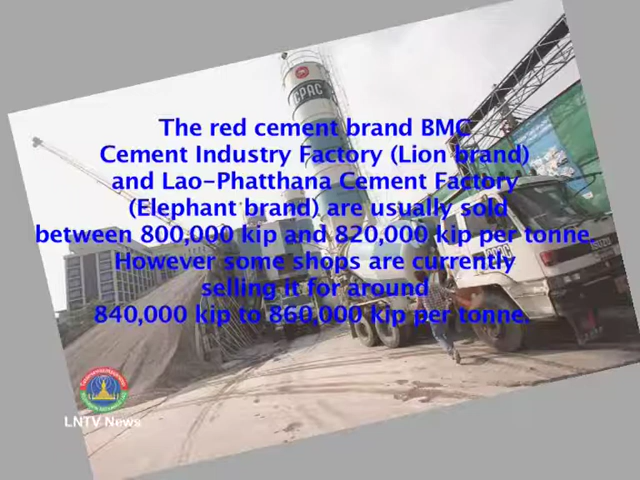 CPAC
The red cement brand BMC
Cement Industry Factory (Lion brand)
and Lao-Phatthana Cement Factory
(Elephant brand) are usually sold
between 800,000 kip and 820,000 kip per tonne.
However some shops are currently
selling it for around
840,000 kip to 860,000 kip per tonne.
LNTV News